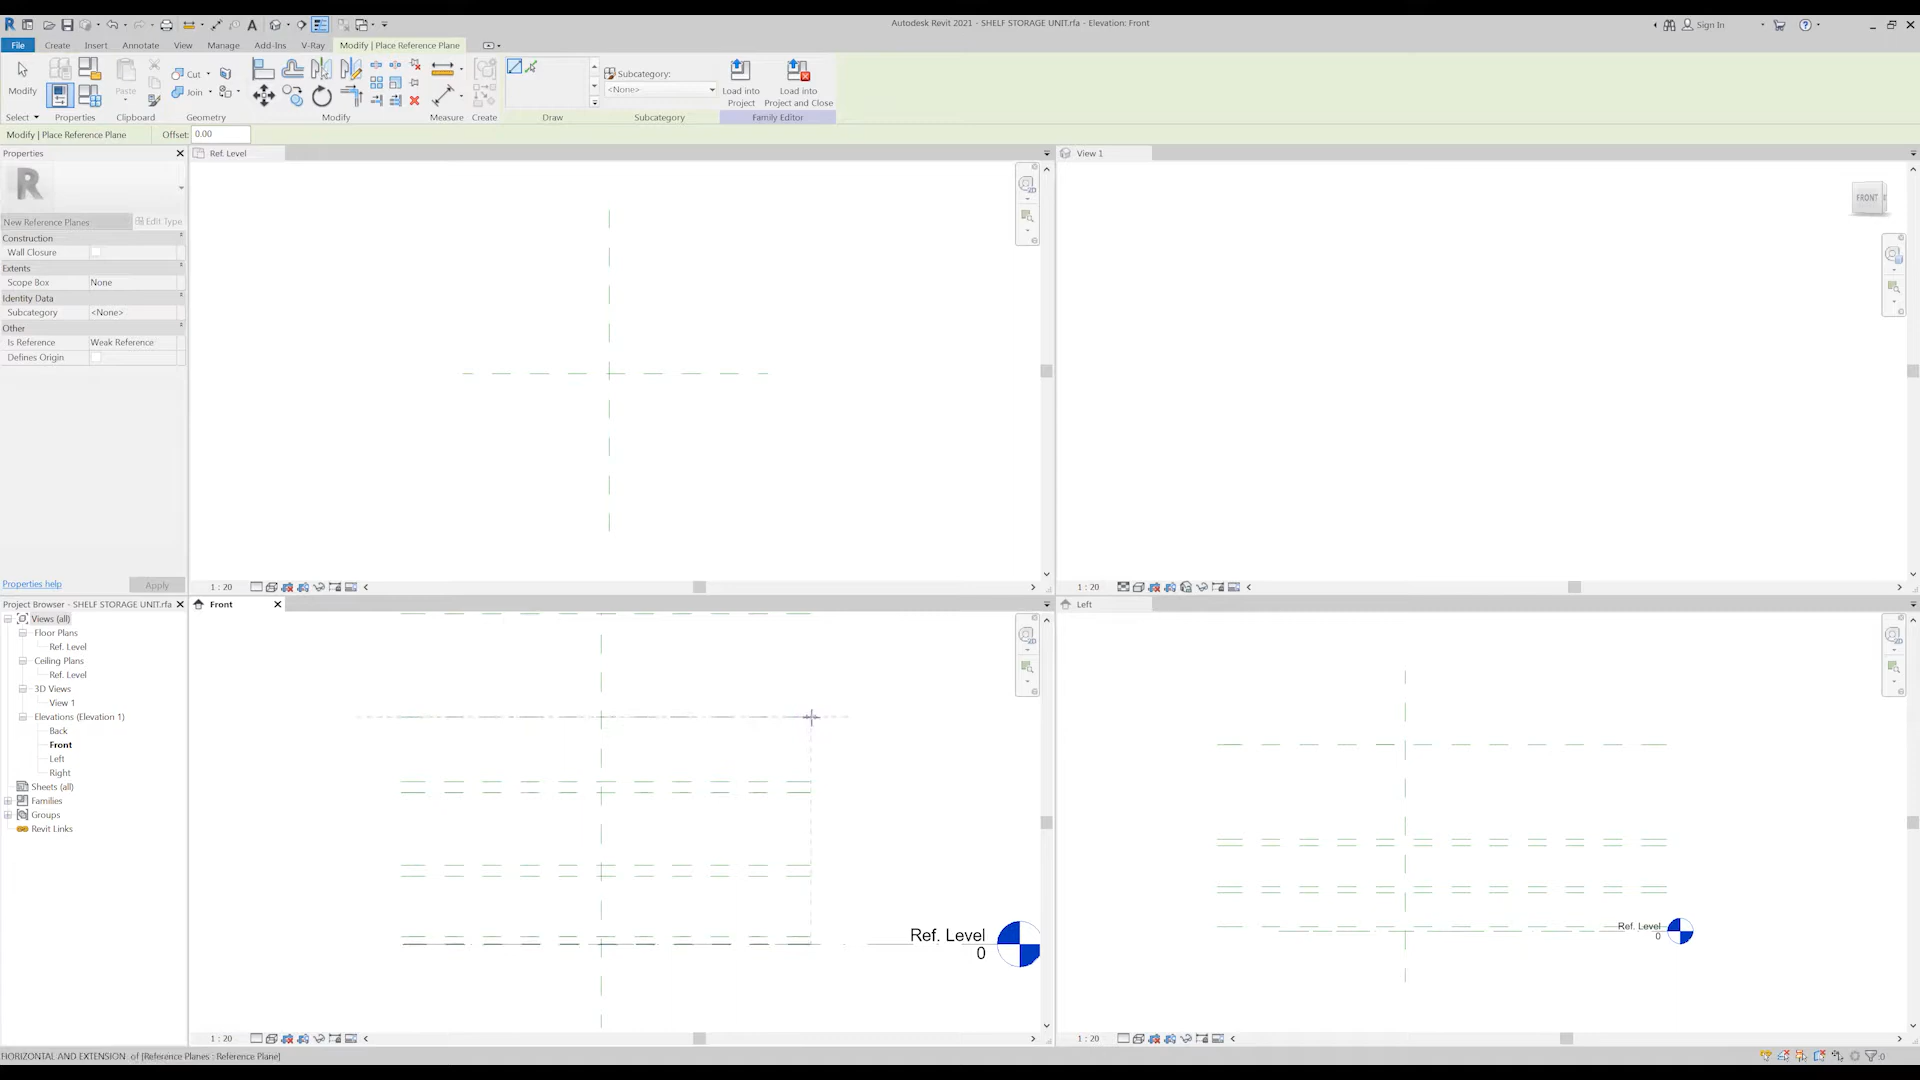 Autodesk Revit 2021 - SHELF STORAGE UNIT.rfa - Elevation: Front
Sign In
File Create Insert Annotate View Manage Add-Ins V-Ray Modify | Place Reference Plane
Modify
Paste
Cut
Join
Subcategory:
<None>
Load into Project
Load into Project and Close
Select Properties Clipboard Geometry Modify Measure Create Draw Subcategory Family Editor
Modify | Place Reference Plane Offset: 0.00
Properties
R
New Reference Planes Edit Type
Construction
Wall Closure
Extents
Scope Box None
Identity Data
Subcategory <None>
Other
Is Reference Weak Reference
Defines Origin
Properties help Apply
Ref. Level
1 : 20
View 1
FRONT
1 : 20
Project Browser - SHELF STORAGE UNIT.rfa
Views (all)
Floor Plans
Ref. Level
Ceiling Plans
Ref. Level
3D Views
View 1
Elevations (Elevation 1)
Back
Front
Left
Right
Sheets (all)
Families
Groups
Revit Links
Front
Ref. Level
0
1 : 20
Left
Ref. Level
0
1 : 20
HORIZONTAL AND EXTENSION of [Reference Planes : Reference Plane]
:0